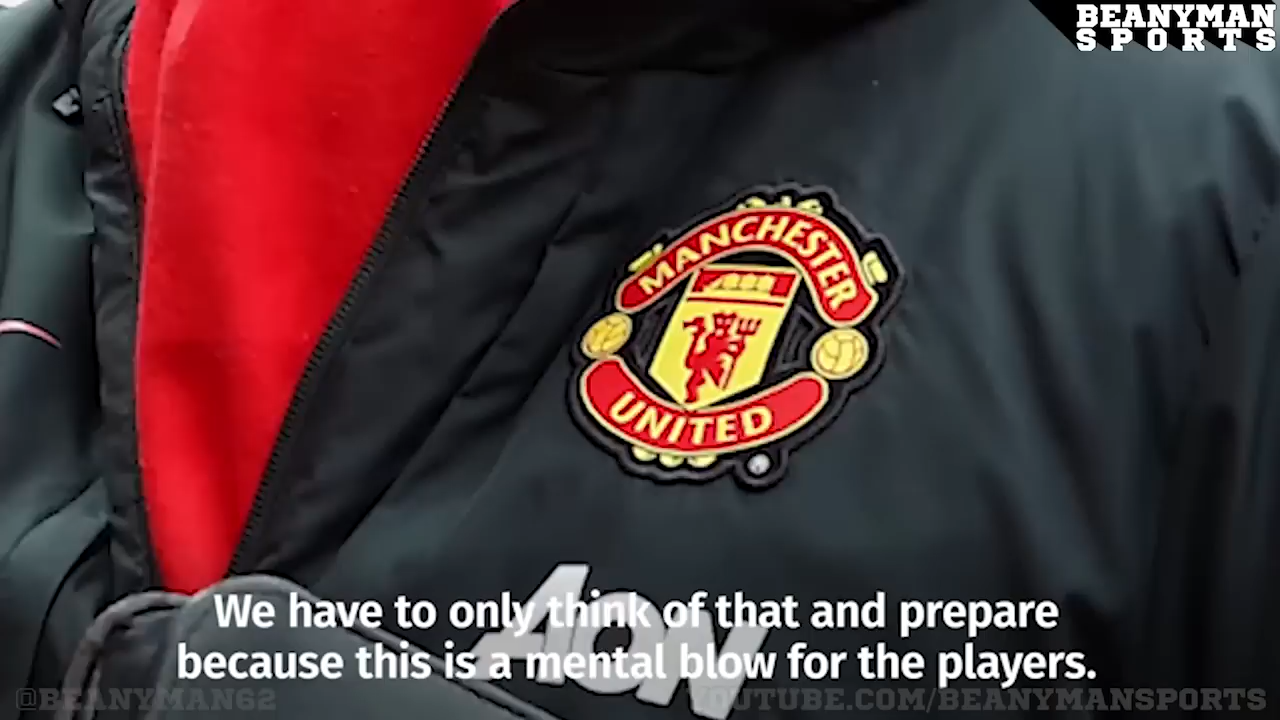 BEANYMAN
SPORTS
MANCHESTER
UNITED
AON
We have to only think of that and prepare
because this is a mental blow for the players.
@BEANYMAN62
YOUTUBE.COM/BEANYMANSPORTS